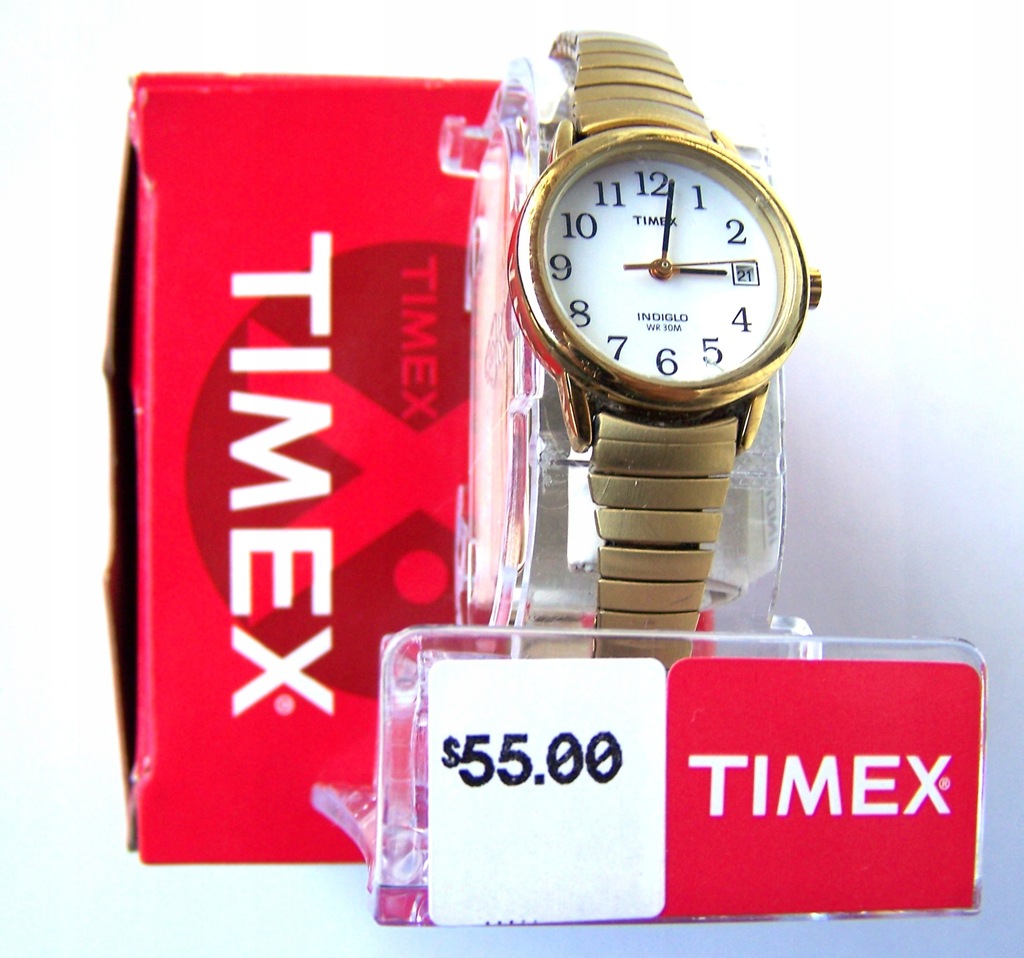 TIMEX®
TIMEX
11 12 1
10 2
9 21
8 4
7 6 5
TIMEX
INDIGLO
WR 30M
$55.00
TIMEX®